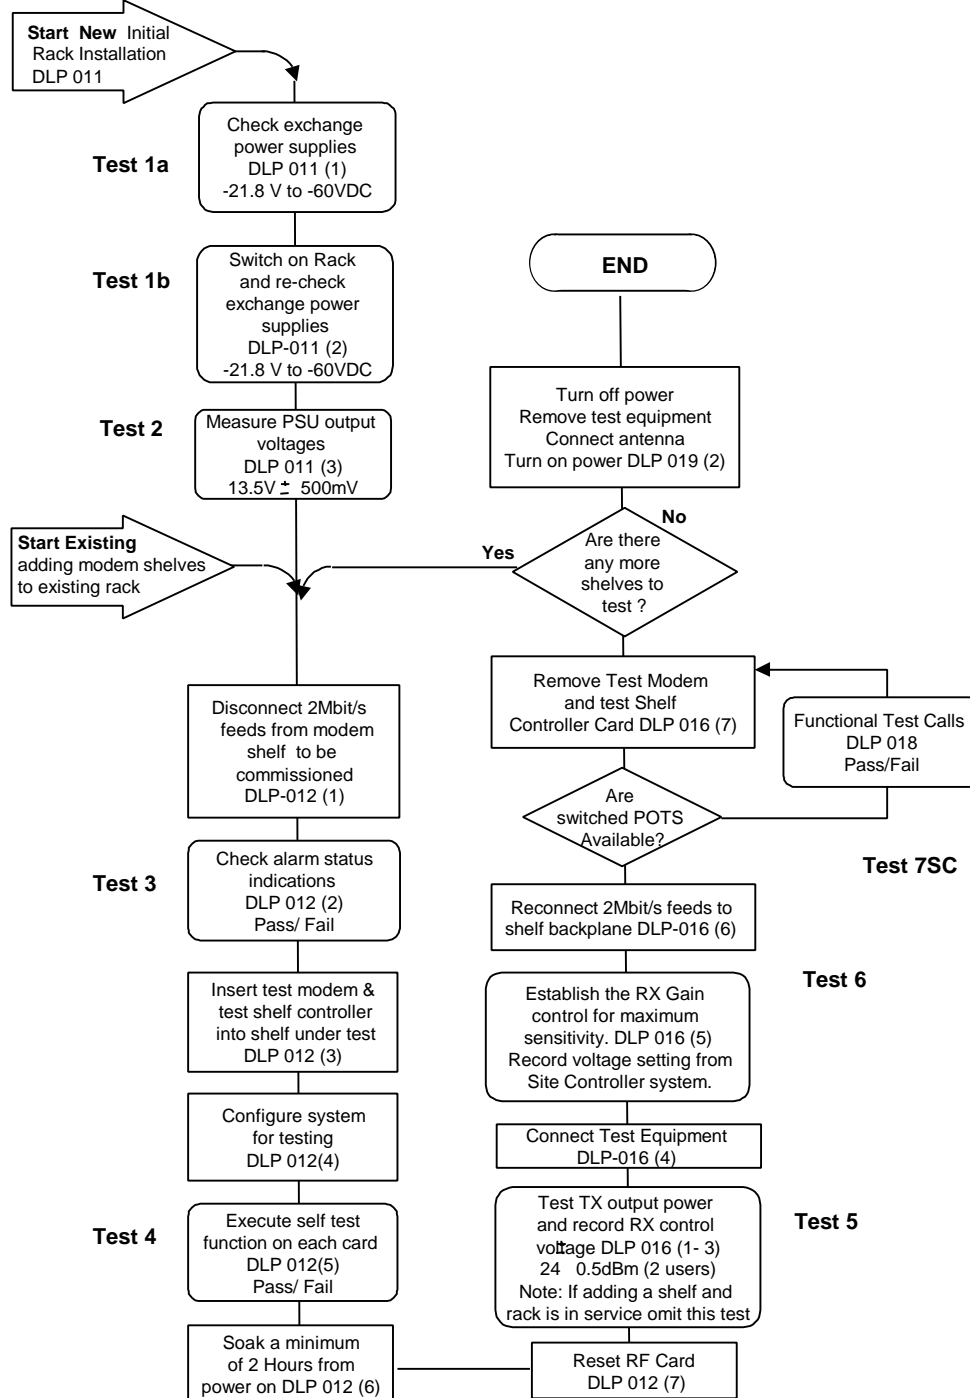 Start New Initial
Rack Installation
DLP 011
Check exchange
power supplies
DLP 011 (1)
-21.8 V to -60VDC
Test 1a
Switch on Rack
and re-check
exchange power
supplies
DLP-011 (2)
-21.8 V to -60VDC
Test 1b
Measure PSU output
voltages
DLP 011 (3)
13.5V ± 500mV
Test 2
Start Existing
adding modem shelves
to existing rack
Disconnect 2Mbit/s
feeds from modem
shelf to be
commissioned
DLP-012 (1)
Check alarm status
indications
DLP 012 (2)
Pass/ Fail
Test 3
Insert test modem &
test shelf controller
into shelf under test
DLP 012 (3)
Configure system
for testing
DLP 012(4)
Execute self test
function on each card
DLP 012(5)
Pass/ Fail
Test 4
Soak a minimum
of 2 Hours from
power on DLP 012 (6)
Reset RF Card
DLP 012 (7)
Test TX output power
and record RX control
voltage DLP 016 (1- 3)
24 ± 0.5dBm (2 users)
Note: If adding a shelf and
rack is in service omit this test
Test 5
Connect Test Equipment
DLP-016 (4)
Establish the RX Gain
control for maximum
sensitivity. DLP 016 (5)
Record voltage setting from
Site Controller system.
Test 6
Reconnect 2Mbit/s feeds to
shelf backplane DLP-016 (6)
Are
switched POTS
Available?
Test 7SC
Functional Test Calls
DLP 018
Pass/Fail
Remove Test Modem
and test Shelf
Controller Card DLP 016 (7)
Are there
any more
shelves to
test ?
Yes
No
Turn off power
Remove test equipment
Connect antenna
Turn on power DLP 019 (2)
END